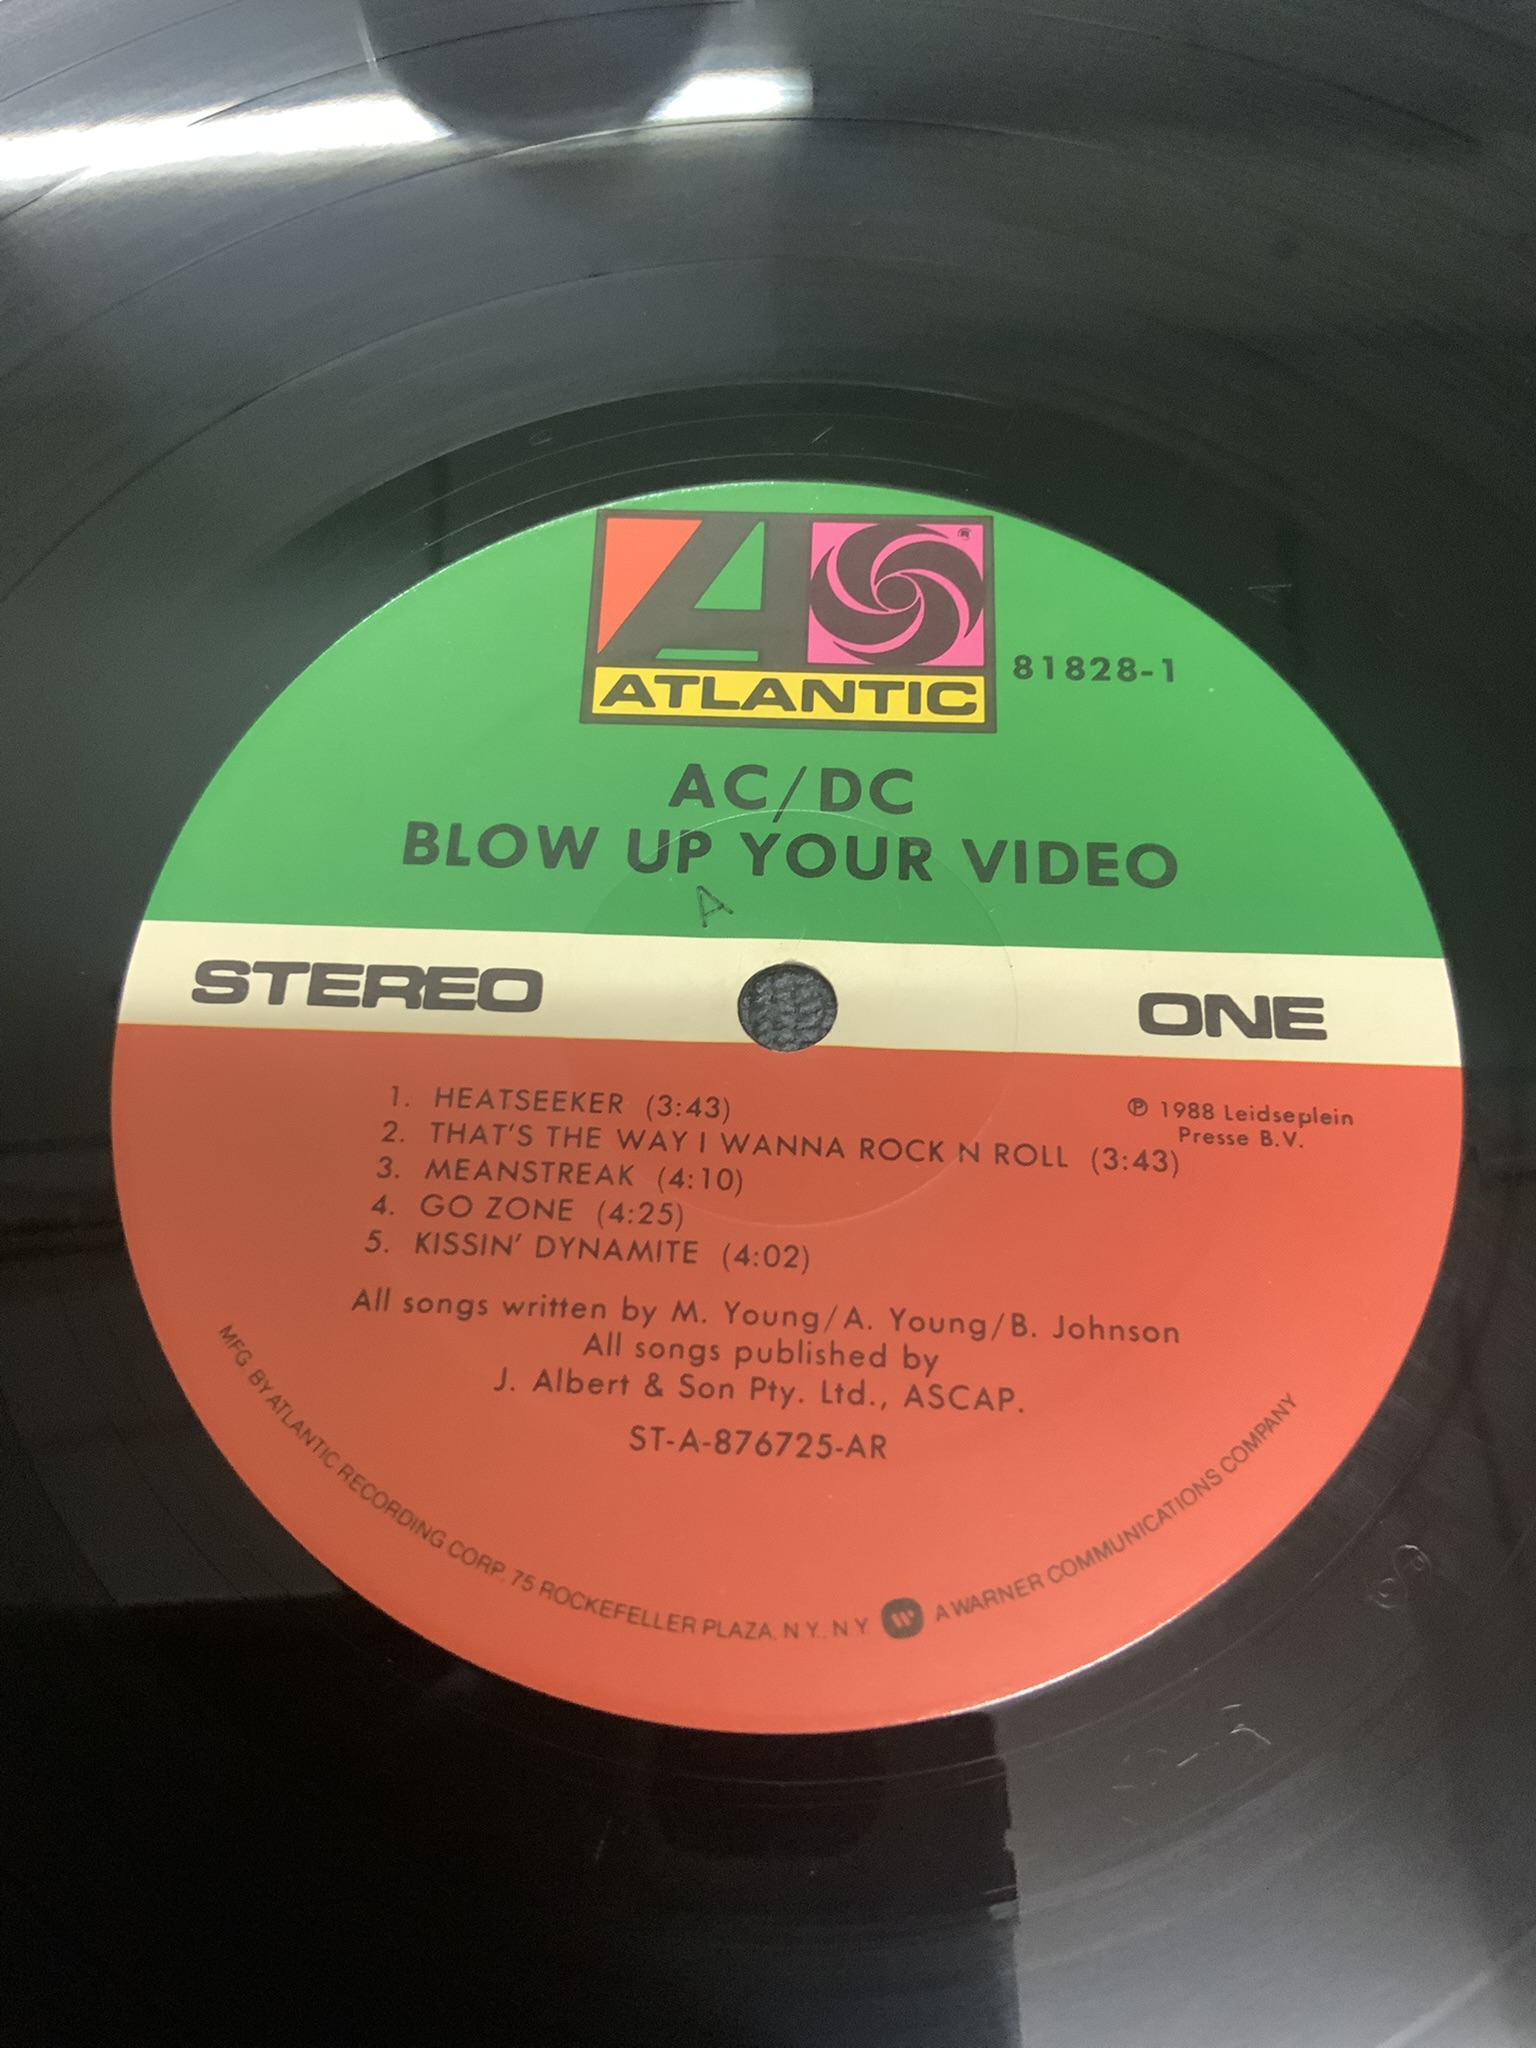 ATLANTIC
81828-1
AC/DC
BLOW UP YOUR VIDEO
A
STEREO
ONE
1. HEATSEEKER (3:43)
2. THAT'S THE WAY I WANNA ROCK N ROLL (3:43)
3. MEANSTREAK (4:10)
4. GO ZONE (4:25)
5. KISSIN' DYNAMITE (4:02)
℗ 1988 Leidseplein
Presse B.V.
All songs written by M. Young/A. Young/B. Johnson
All songs published by
J. Albert & Son Pty. Ltd., ASCAP.
ST-A-876725-AR
MFG BY ATLANTIC RECORDING CORP. 75 ROCKEFELLER PLAZA, N.Y., N.Y. A WARNER COMMUNICATIONS COMPANY